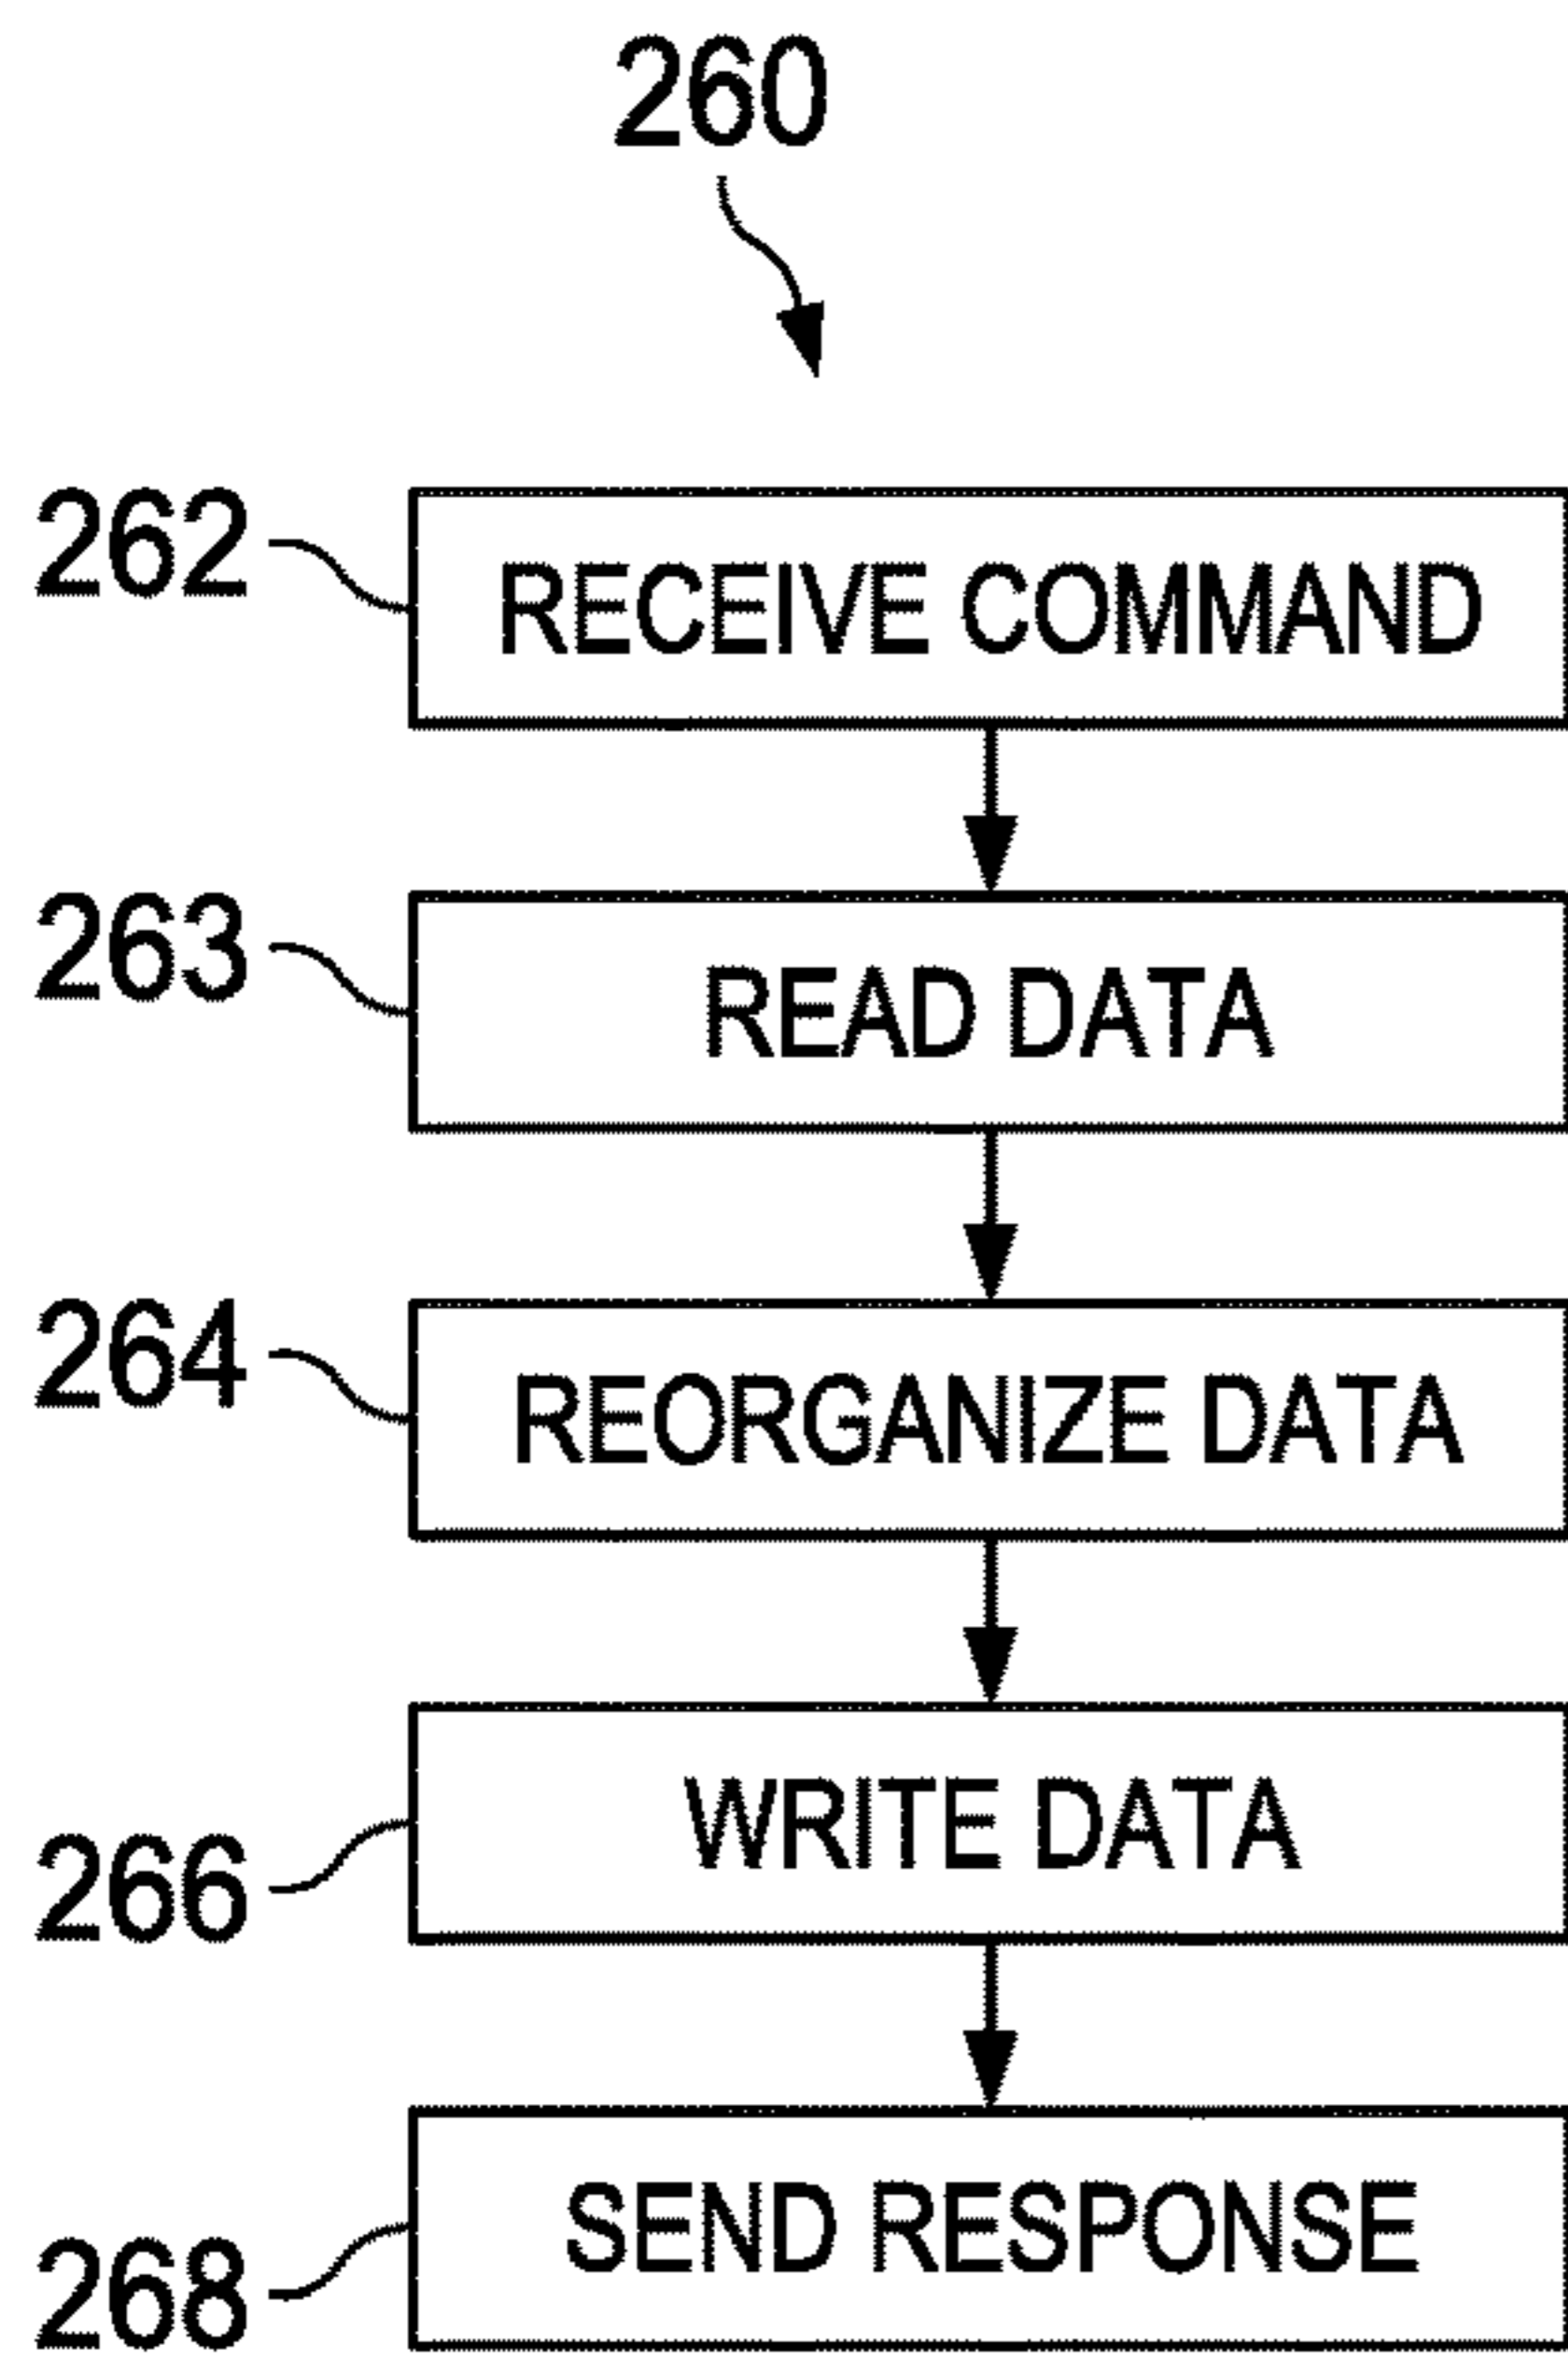 260
262 RECEIVE COMMAND
263 READ DATA
264 REORGANIZE DATA
266 WRITE DATA
268 SEND RESPONSE